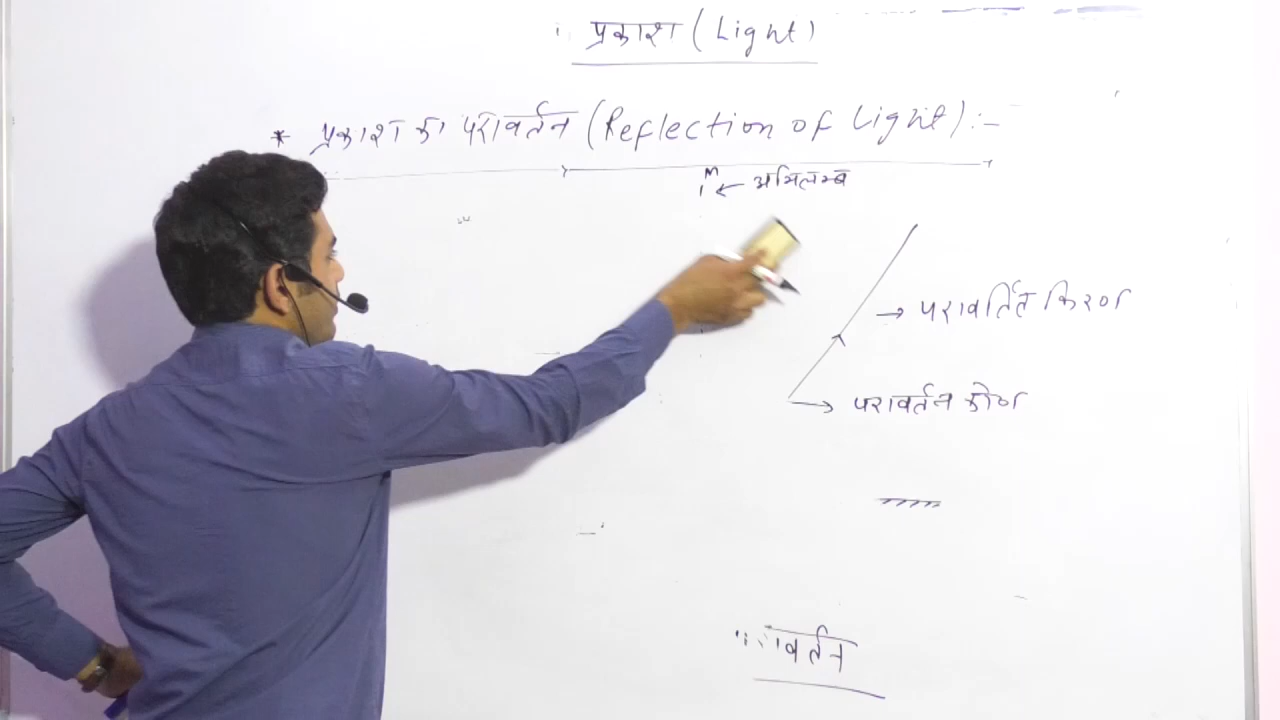 प्रकाश (Light)
* प्रकाश का परावर्तन (Reflection of Light) :-
M
← अभिलम्ब
→ परावर्तित किरण
→ परावर्तन कोण